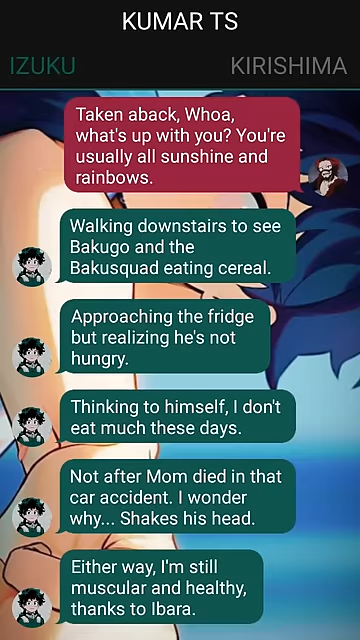 KUMAR TS
IZUKU
KIRISHIMA
Taken aback, Whoa,
what's up with you? You're
usually all sunshine and
rainbows.
Walking downstairs to see
Bakugo and the
Bakusquad eating cereal.
Approaching the fridge
but realizing he's not
hungry.
Thinking to himself, I don't
eat much these days.
Not after Mom died in that
car accident. I wonder
why... Shakes his head.
Either way, I'm still
muscular and healthy,
thanks to Ibara.